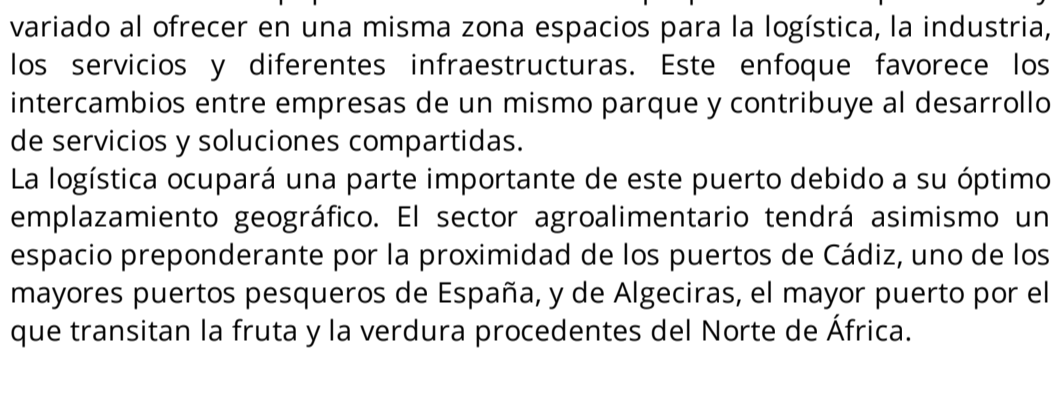 variado al ofrecer en una misma zona espacios para la logística, la industria,
los servicios y diferentes infraestructuras. Este enfoque favorece los
intercambios entre empresas de un mismo parque y contribuye al desarrollo
de servicios y soluciones compartidas.
La logística ocupará una parte importante de este puerto debido a su óptimo
emplazamiento geográfico. El sector agroalimentario tendrá asimismo un
espacio preponderante por la proximidad de los puertos de Cádiz, uno de los
mayores puertos pesqueros de España, y de Algeciras, el mayor puerto por el
que transitan la fruta y la verdura procedentes del Norte de África.